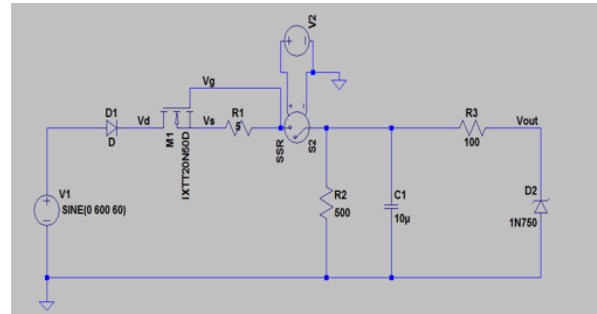 V2
Vg
D1
D
Vd
M1
IXTT20N50D
Vs
R1
5
SSR
S2
R3
100
Vout
V1
SINE(0 600 60)
R2
500
C1
10µ
D2
1N750